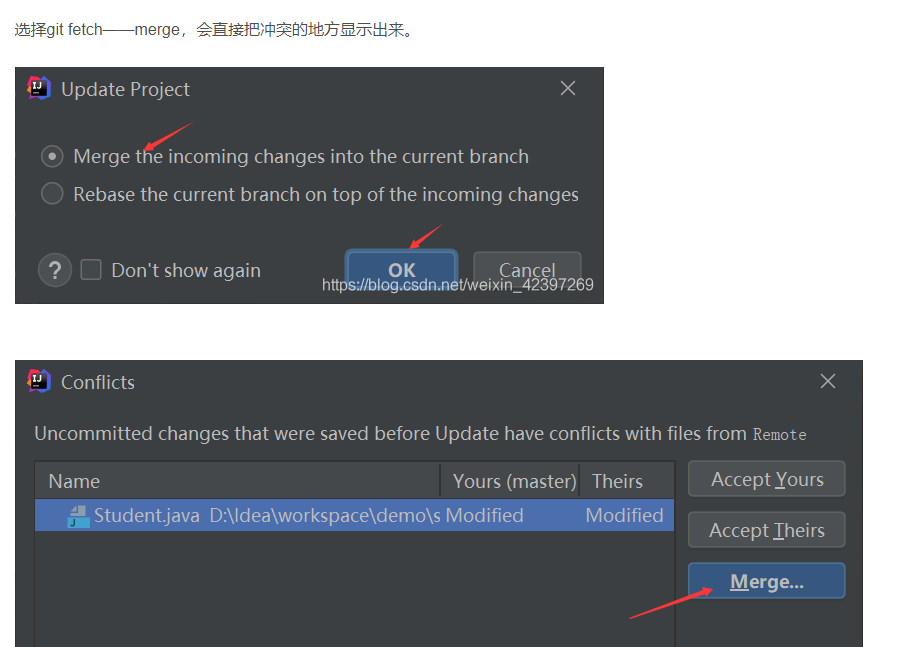 选择git fetch——merge，会直接把冲突的地方显示出来。
Update Project
Merge the incoming changes into the current branch
Rebase the current branch on top of the incoming changes
? Don't show again OK Cancel
https://blog.csdn.net/weixin_42397269
Conflicts
Uncommitted changes that were saved before Update have conflicts with files from Remote
Name Yours (master) Theirs Accept Yours
Student.java D:\Idea\workspace\demo\s Modified Modified Accept Theirs
Merge...